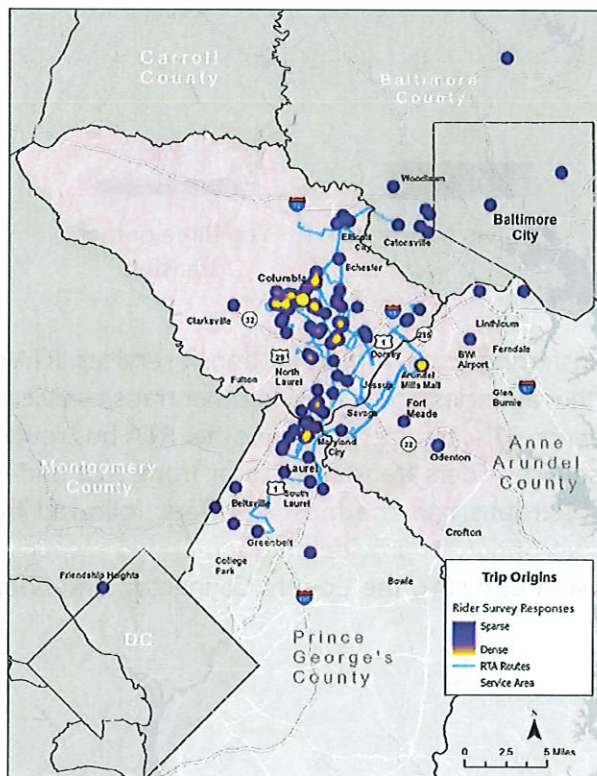 Carroll
County
Baltimore
County
Woodlawn
70
Baltimore
City
Ellicott
City
Catonsville
Ilchester
Columbia
Clarksville
32
Linthicum
1
Dorsey
BWI
Airport
Ferndale
29
North
Laurel
Arundel
Mills Mall
Fulton
Jessup
Savage
Fort
Meade
Glen
Burnie
97
Maryland
City
32
Odenton
Anne
Arundel
County
Laurel
Montgomery
County
1
South
Laurel
Beltsville
Greenbelt
College
Park
Crofton
Bowie
Friendship Heights
DC
Prince
George's
County
Trip Origins
Rider Survey Responses
Sparse
Dense
RTA Routes
Service Area
N
0 2.5 5 Miles